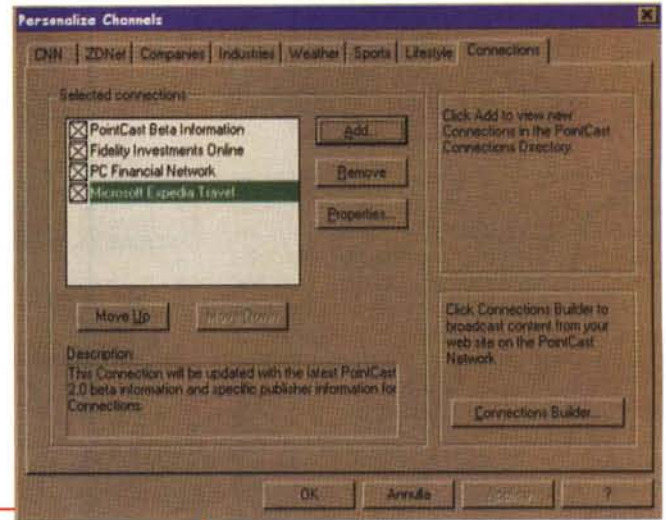 Personalize Channels
CNN ZDNet Companies Industries Weather Sports Lifestyle Connections
Selected connections
PointCast Beta Information
Fidelity Investments Online
PC Financial Network
Microsoft Expedia Travel
Add...
Remove
Properties...
Click Add to view new
Connections in the PointCast
Connections Directory.
Move Up
Move Down
Description
This Connection will be updated with the latest PointCast
2.0 beta information and specific publisher information for
Connections.
Click Connections Builder to
broadcast content from your
web site on the PointCast
Network
Connections Builder...
OK
Annulla
?